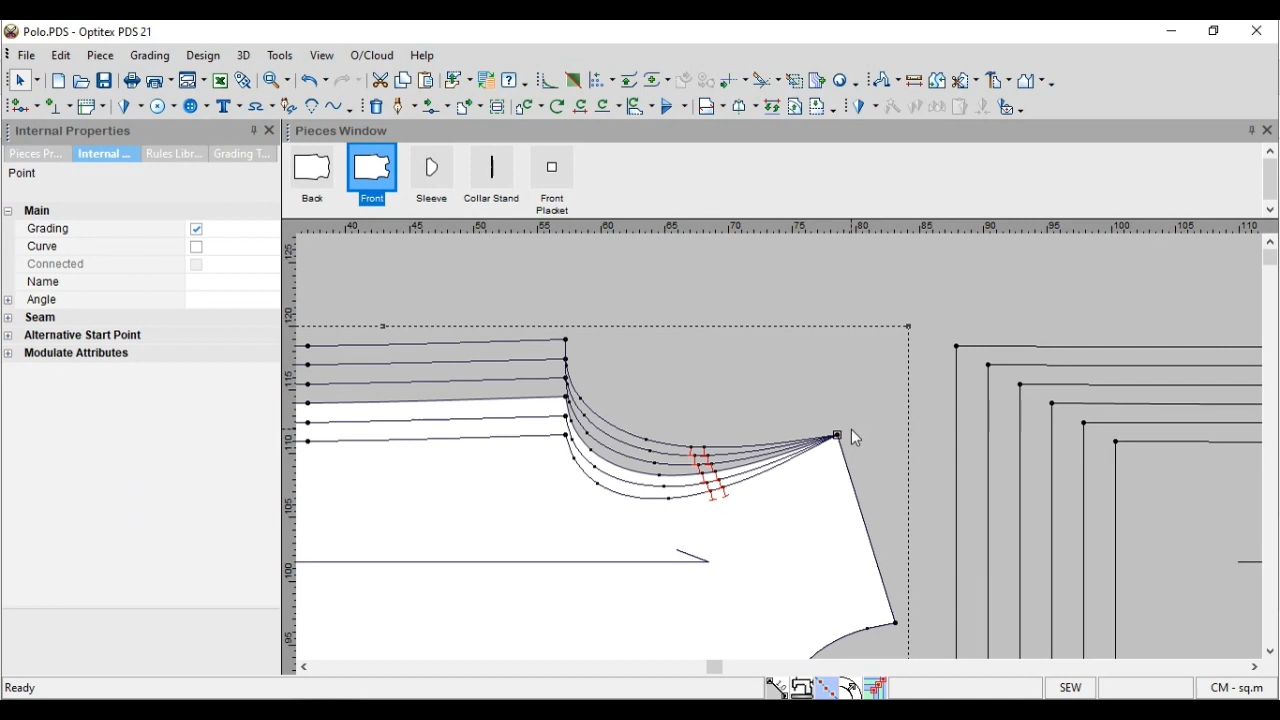 Polo.PDS - Optitex PDS 21
File Edit Piece Grading Design 3D Tools View O/Cloud Help
Internal Properties
Pieces Pr... Internal ... Rules Libr... Grading T...
Point
Main
Grading
Curve
Connected
Name
Angle
Seam
Alternative Start Point
Modulate Attributes
Pieces Window
Back Front Sleeve Collar Stand Front
Placket
40 45 50 55 60 65 70 75 80 85 90 95 100 105 110
125
120
115
110
105
100
95
Ready
SEW
CM - sq.m